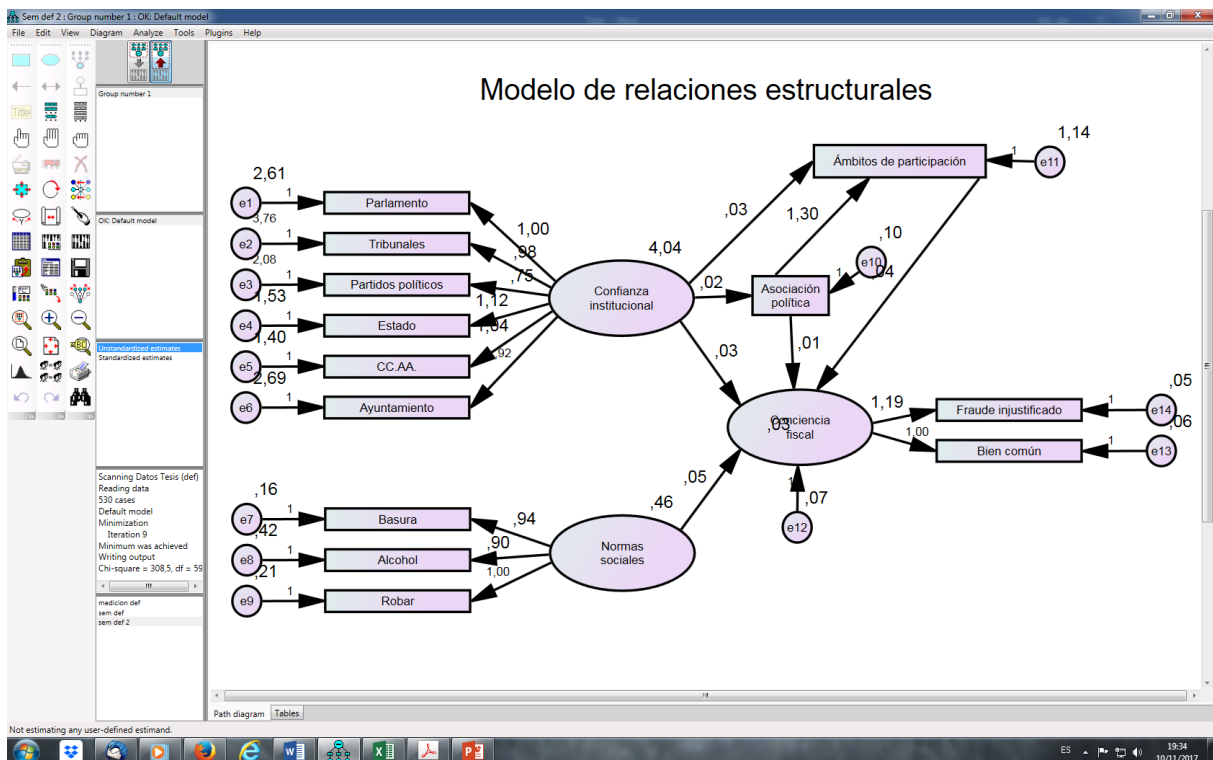 Sem def 2 : Group number 1 : OK: Default model
File Edit View Diagram Analyze Tools Plugins Help
Title
Group number 1
OK: Default model
Unstandardized estimates
Standardized estimates
Scanning Datos Tesis (def)
Reading data
530 cases
Default model
Minimization
Iteration 9
Minimum was achieved
Writing output
Chi-square = 308,5, df = 59
medicion def
sem def
sem def 2
Modelo de relaciones estructurales
1,14
Ámbitos de participación
1
e11
2,61
e1
1
Parlamento
1,00
3,76
e2
1
Tribunales
,98
2,08
e3
1
Partidos políticos
,75
1,53
e4
1
Estado
1,12
1,40
e5
1
CC.AA.
1,04
2,69
e6
1
Ayuntamiento
,92
4,04
Confianza
institucional
,03
1,30
,02
,10
e10
1
,04
Asociación
política
,03
,01
Conciencia
fiscal
,03
1,19
Fraude injustificado
1
,05
e14
1,00
Bien común
1
,06
e13
,05
1
,07
e12
,16
e7
1
Basura
,94
,42
e8
1
Alcohol
,90
,21
e9
1
Robar
1,00
,46
Normas
sociales
Path diagram Tables
Not estimating any user-defined estimand.
ES
19:34
10/11/2017